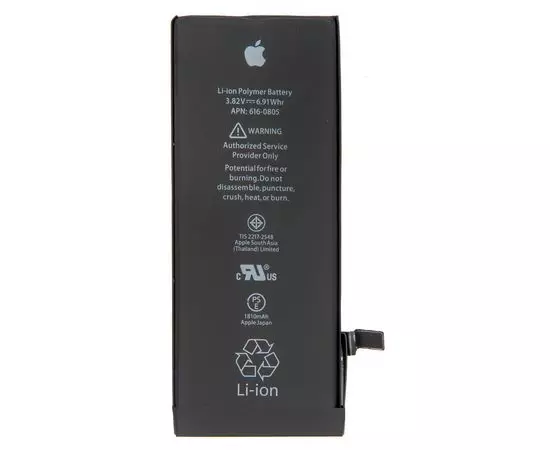 Li-ion Polymer Battery
3.82V⎓6.91Whr
APN: 616-0805
WARNING
Authorized Service
Provider Only
Potential for fire or
burning. Do not
disassemble, puncture,
crush, heat, or burn.
TIS 2217-2548
Apple South Asia
(Thailand) Limited
c RU US
PS
E
1810mAh
Apple Japan
Li-ion